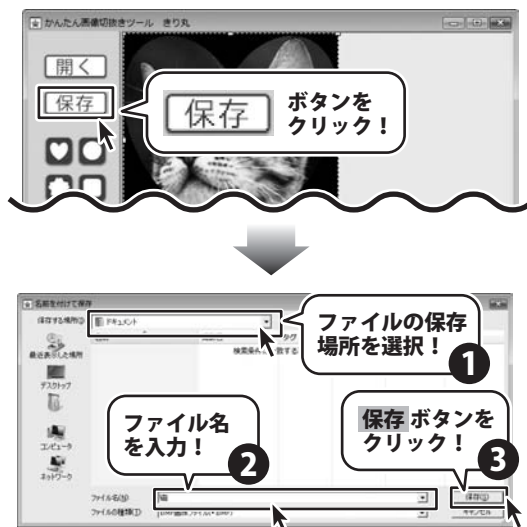 かんたん画像切抜きツール きり丸
開く
保存
保存
ボタンを
クリック！
名前を付けて保存
保存する場所(I)
ドキュメント
ファイルの保存
場所を選択！
1
タグ
最近表示した場所
デスクトップ
ファイル名
を入力！
2
保存 ボタンを
クリック！
3
コンピュータ
ネットワーク
ファイル名(N)
猫
保存(S)
ファイルの種類(T)
キャンセル